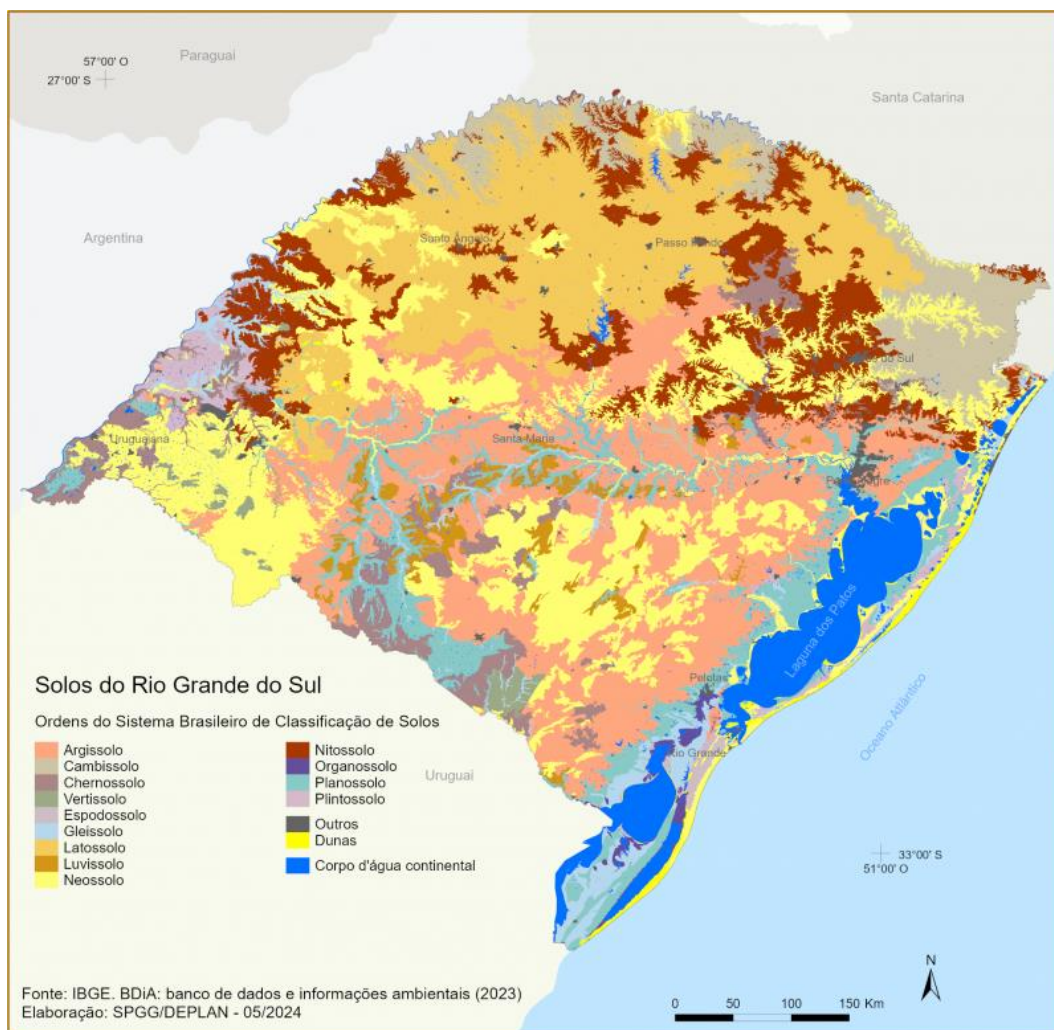 Paraguai
57°00' O
27°00' S
Santa Catarina
Argentina
Santo Ângelo
Passo Fundo
do Sul
Uruguaiana
Santa Maria
Porto Alegre
Laguna dos Patos
Pelotas
Oceano Atlântico
Rio Grande
Uruguai
33°00' S
51°00' O
Solos do Rio Grande do Sul
Ordens do Sistema Brasileiro de Classificação de Solos
Argissolo
Cambissolo
Chernossolo
Vertissolo
Espodossolo
Gleissolo
Latossolo
Luvissolo
Neossolo
Nitossolo
Organossolo
Planossolo
Plintossolo
Outros
Dunas
Corpo d'água continental
Fonte: IBGE. BDiA: banco de dados e informações ambientais (2023)
Elaboração: SPGG/DEPLAN - 05/2024
N
0 50 100 150 Km